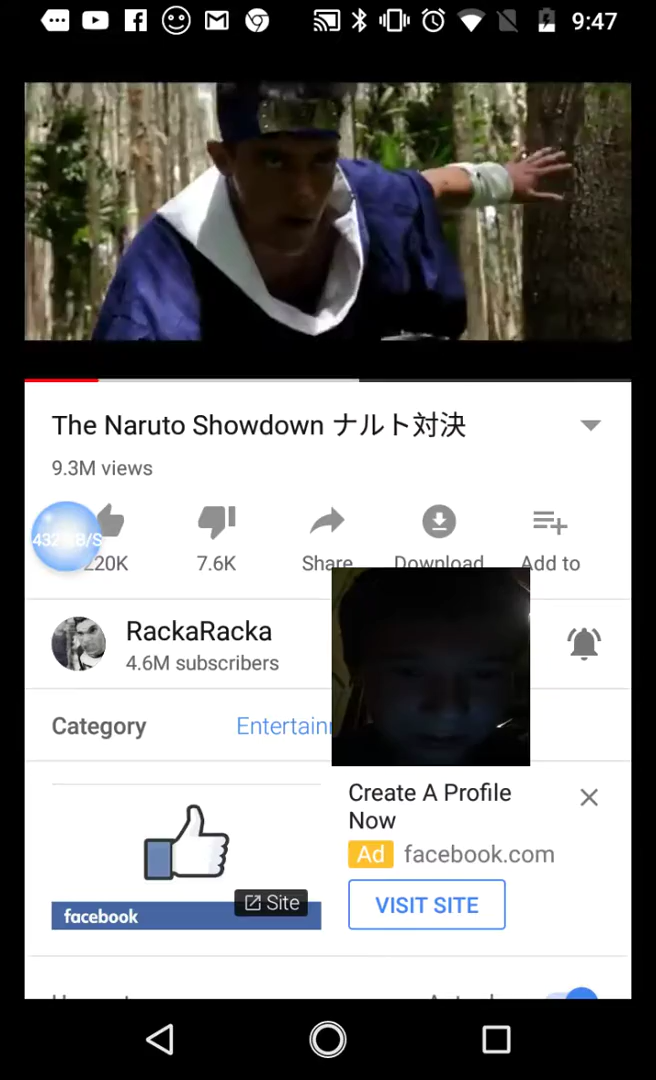 9:47
The Naruto Showdown ナルト対決
9.3M views
220K
7.6K
Share
Download
Add to
RackaRacka
4.6M subscribers
Category
Create A Profile
Now
Ad facebook.com
Site
facebook
VISIT SITE